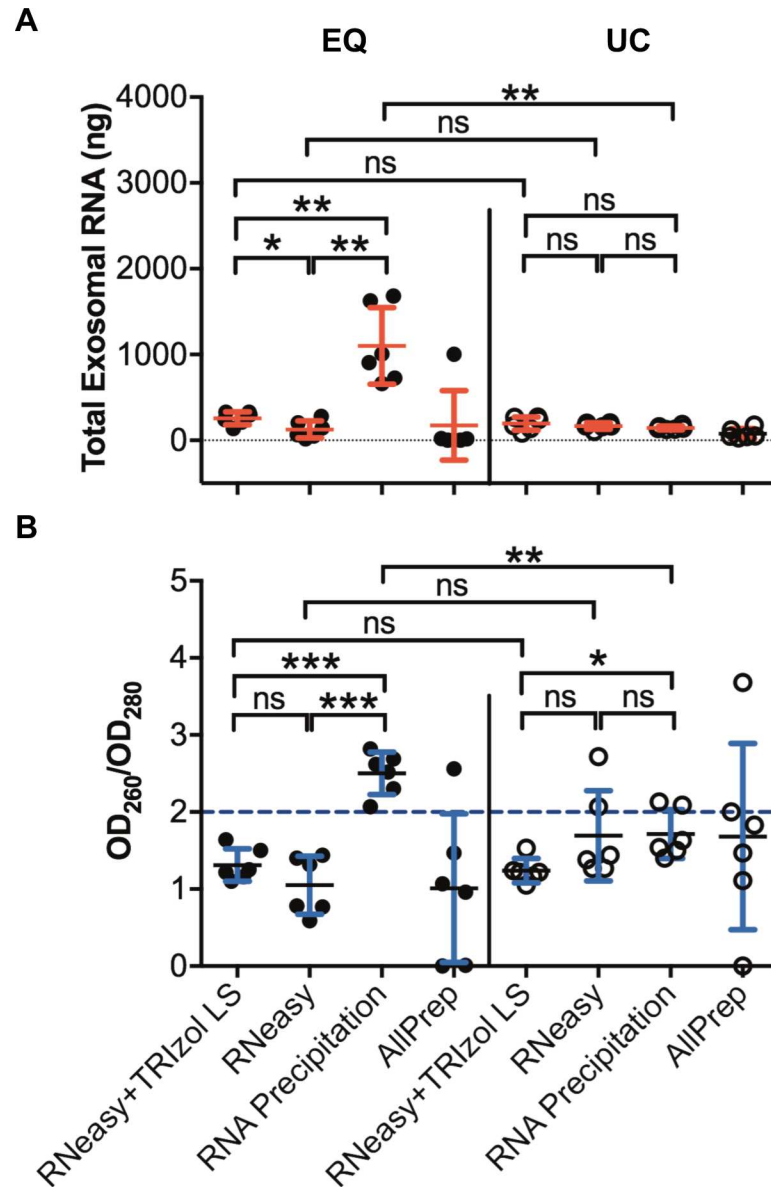 A
EQ UC
Total Exosomal RNA (ng)
4000
3000
2000
1000
0
**
ns
ns
**
ns
* **
ns ns
B
OD260/OD280
5
4
3
2
1
0
**
ns
ns
***
*
ns ***
ns ns
RNeasy+TRIzol LS
RNeasy
RNA Precipitation
AllPrep
RNeasy+TRIzol LS
RNeasy
RNA Precipitation
AllPrep